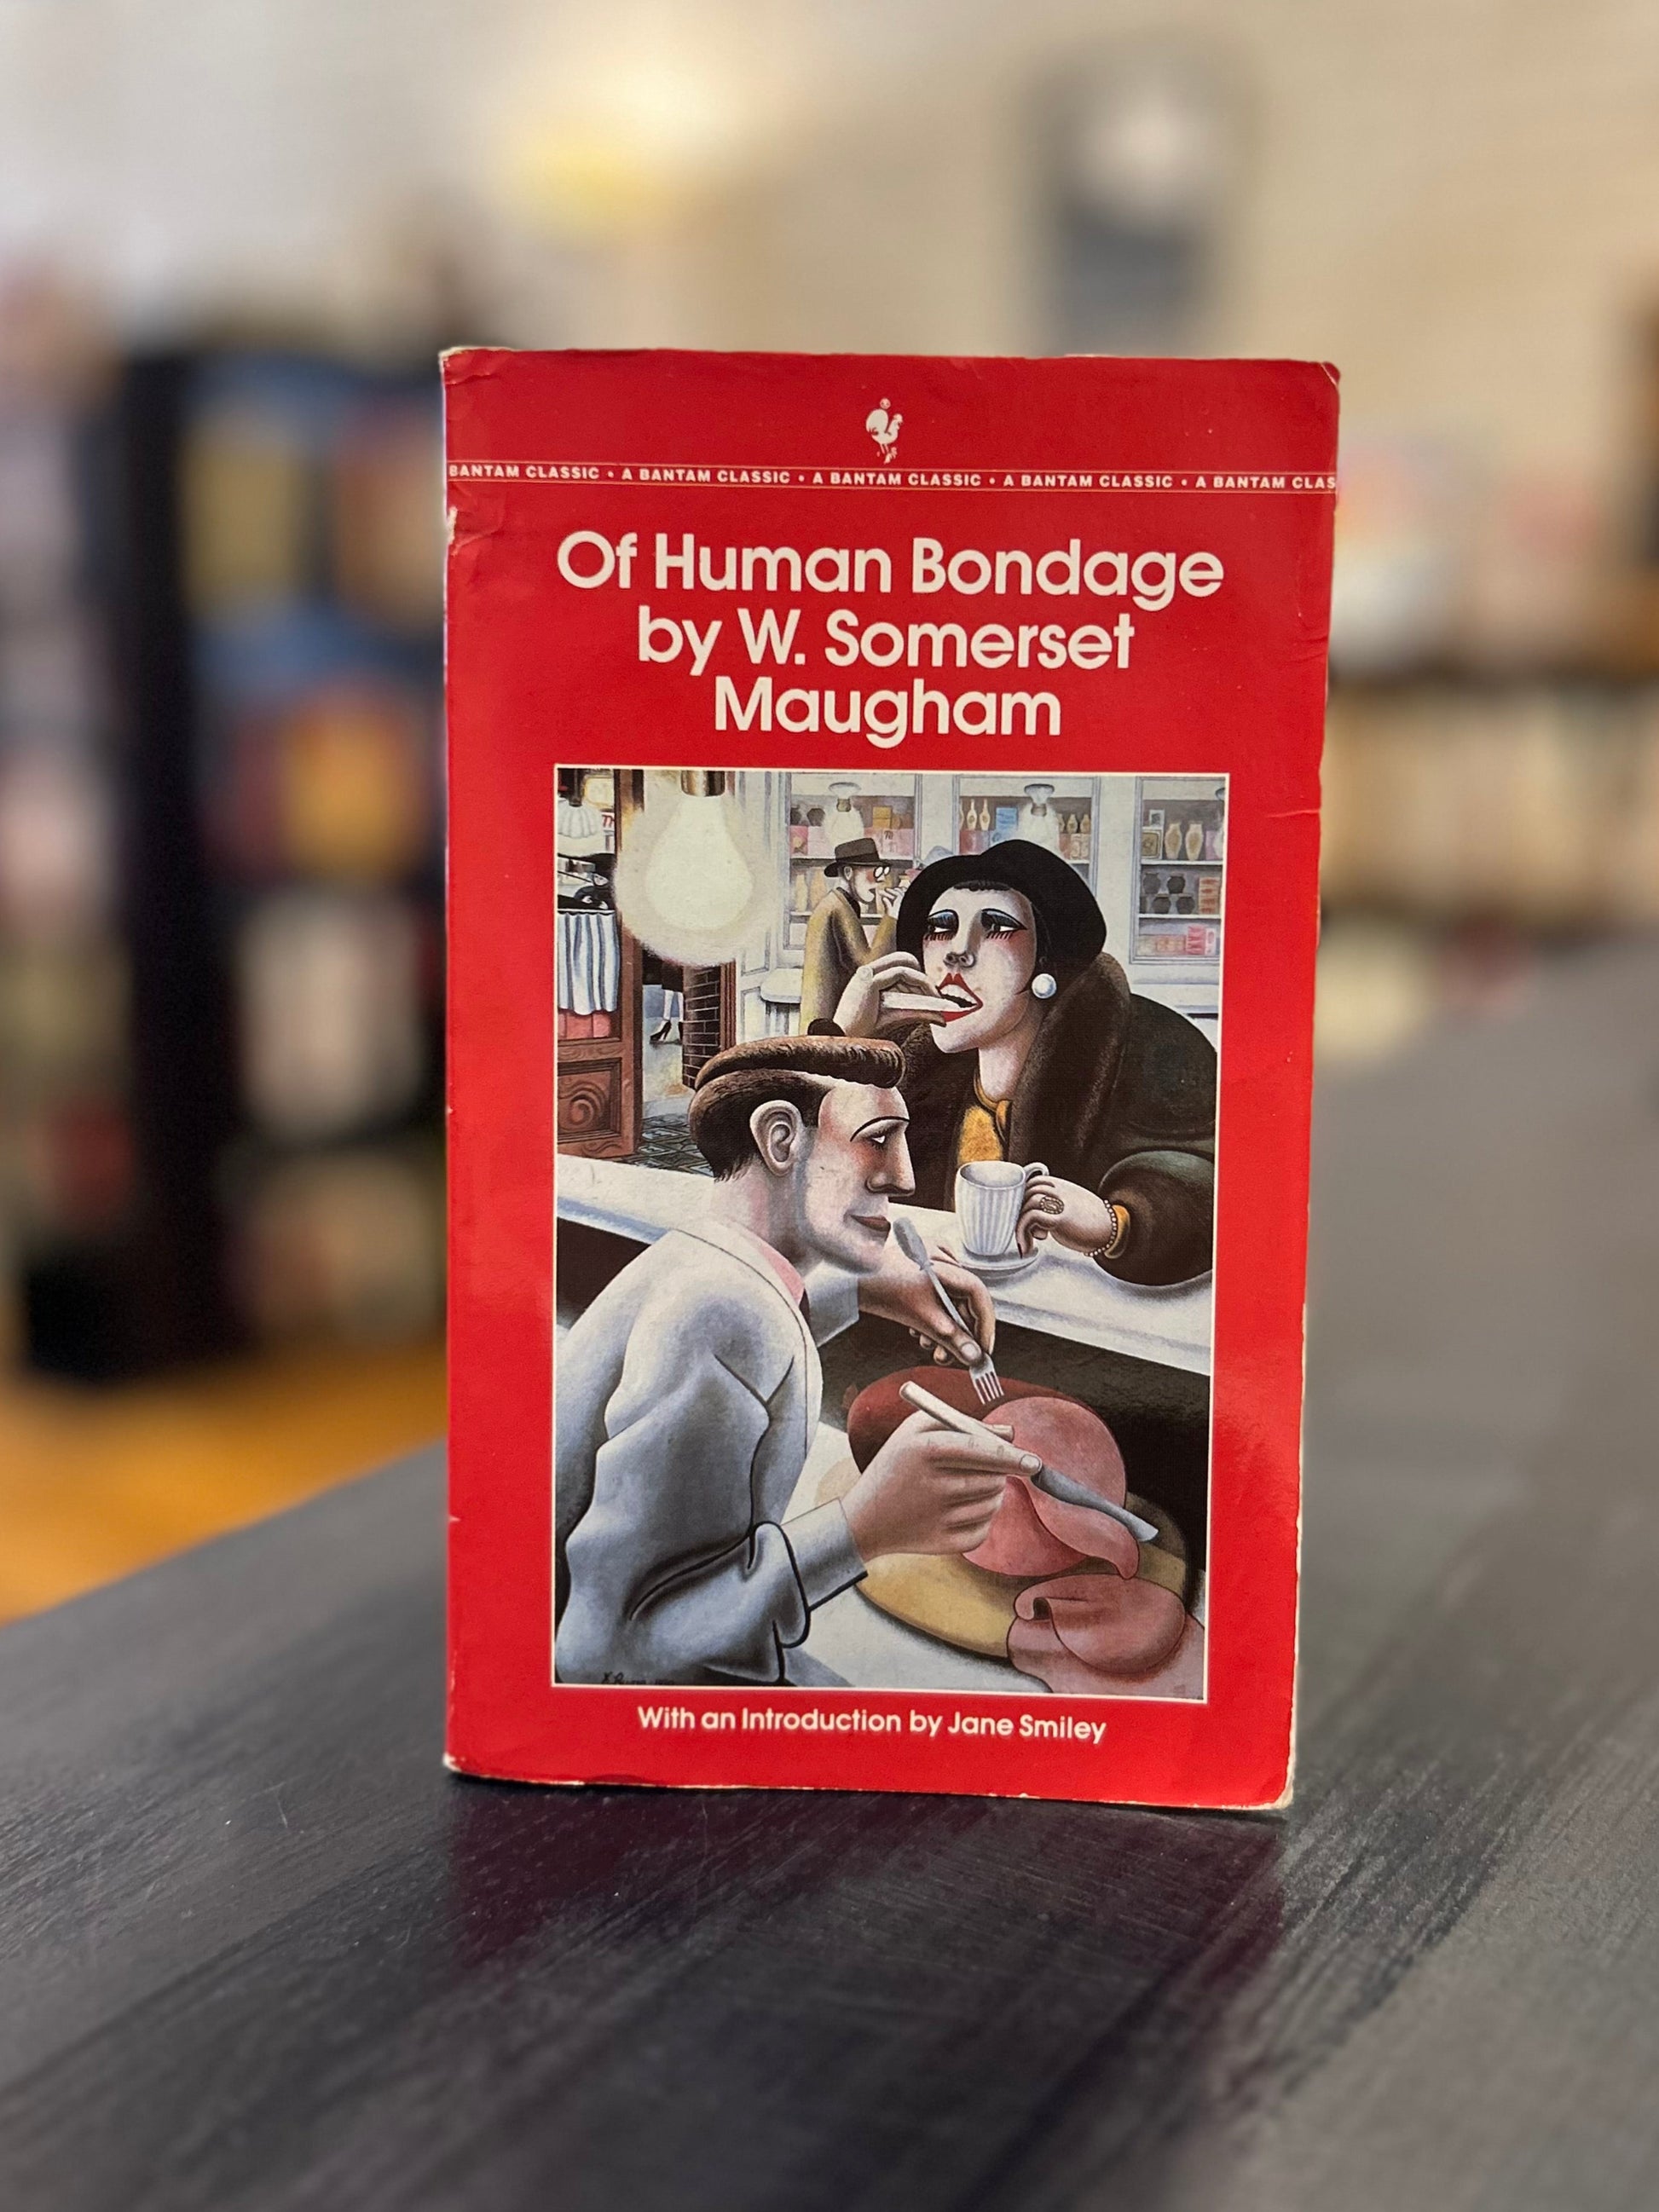 BANTAM CLASSIC • A BANTAM CLASSIC • A BANTAM CLASSIC • A BANTAM CLASSIC • A BANTAM CLAS
Of Human Bondage
by W. Somerset
Maugham
With an Introduction by Jane Smiley